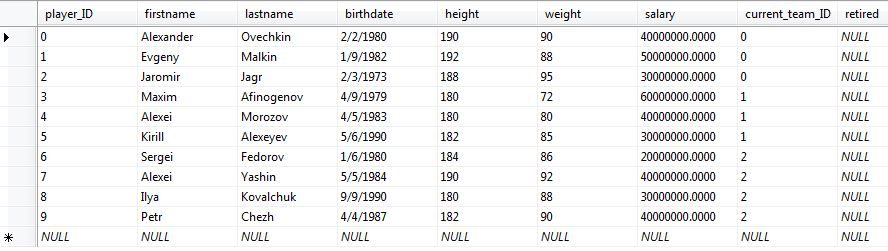 player_ID firstname lastname birthdate height weight salary current_team_ID retired
0 Alexander Ovechkin 2/2/1980 190 90 40000000.0000 0 NULL
1 Evgeny Malkin 1/9/1982 192 88 50000000.0000 0 NULL
2 Jaromir Jagr 2/3/1973 188 95 30000000.0000 0 NULL
3 Maxim Afinogenov 4/9/1979 180 72 60000000.0000 1 NULL
4 Alexei Morozov 4/5/1983 180 80 40000000.0000 1 NULL
5 Kirill Alexeyev 5/6/1990 182 85 30000000.0000 1 NULL
6 Sergei Fedorov 1/6/1980 184 86 20000000.0000 2 NULL
7 Alexei Yashin 5/5/1984 190 92 40000000.0000 2 NULL
8 Ilya Kovalchuk 9/9/1990 180 88 30000000.0000 2 NULL
9 Petr Chezh 4/4/1987 182 90 40000000.0000 2 NULL
NULL NULL NULL NULL NULL NULL NULL NULL NULL